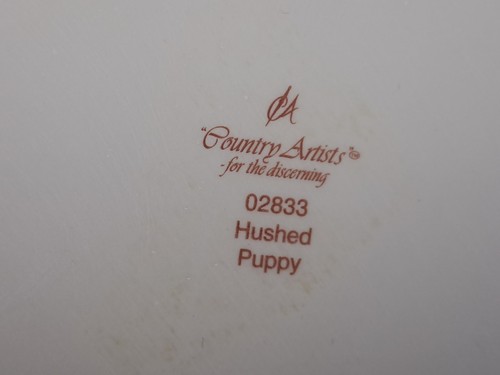 CA
"Country Artists"®
-for the discerning
02833
Hushed
Puppy